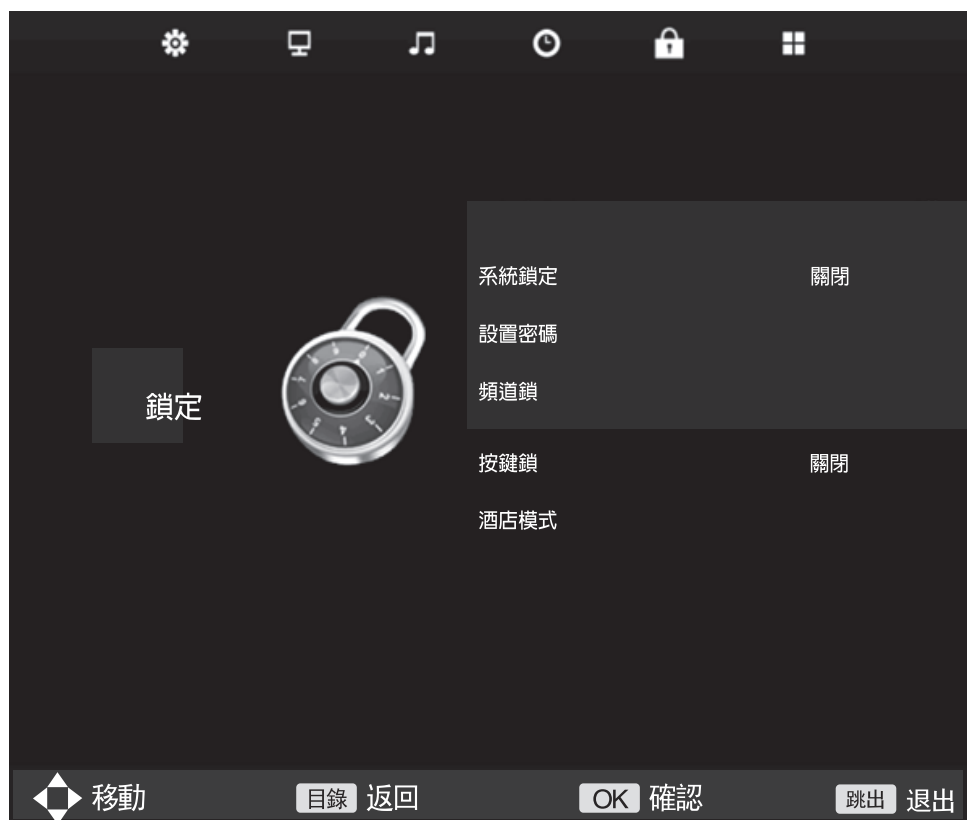 系統鎖定 關閉
設置密碼
頻道鎖
鎖定
按鍵鎖 關閉
酒店模式
移動 目錄 返回 OK 確認 跳出 退出